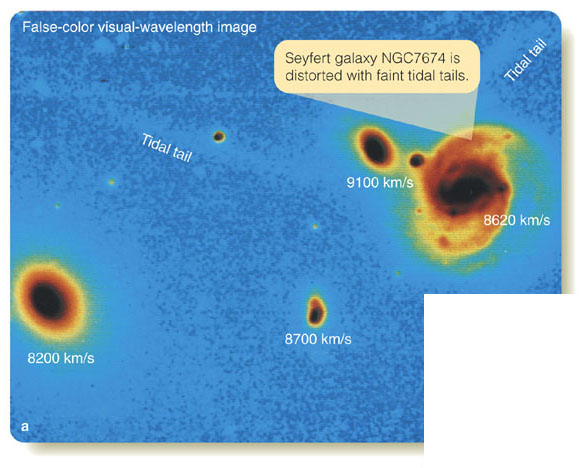 False-color visual-wavelength image
Seyfert galaxy NGC7674 is
distorted with faint tidal tails.
Tidal tail
Tidal tail
9100 km/s
8620 km/s
8700 km/s
8200 km/s
a